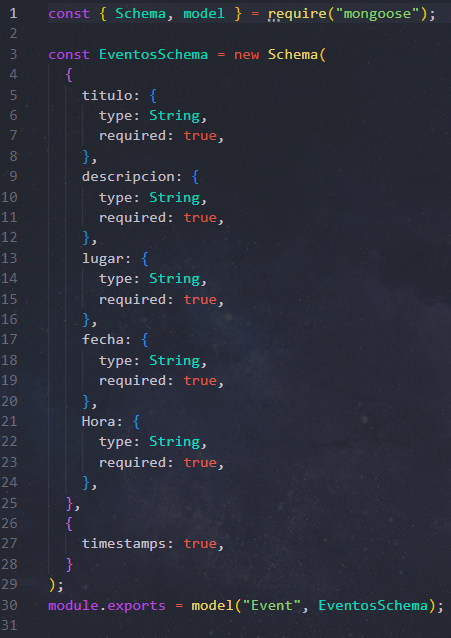 1 const { Schema, model } = require("mongoose");
2
3 const EventosSchema = new Schema(
4   {
5     titulo: {
6       type: String,
7       required: true,
8     },
9     descripcion: {
10       type: String,
11       required: true,
12     },
13     lugar: {
14       type: String,
15       required: true,
16     },
17     fecha: {
18       type: String,
19       required: true,
20     },
21     Hora: {
22       type: String,
23       required: true,
24     },
25   },
26   {
27     timestamps: true,
28   }
29 );
30 module.exports = model("Event", EventosSchema);
31